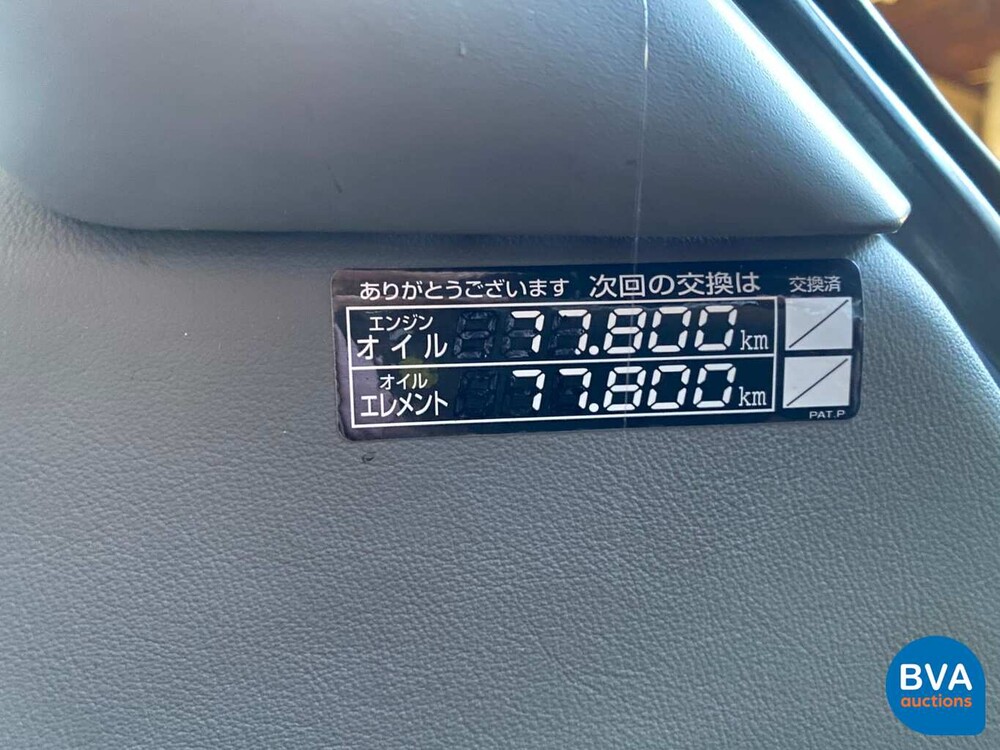 ありがとうございます 次回の交換は 交換済
エンジン
オイル 77.800 km
オイル
エレメント 77.800 km
PAT.P
BVA
auctions